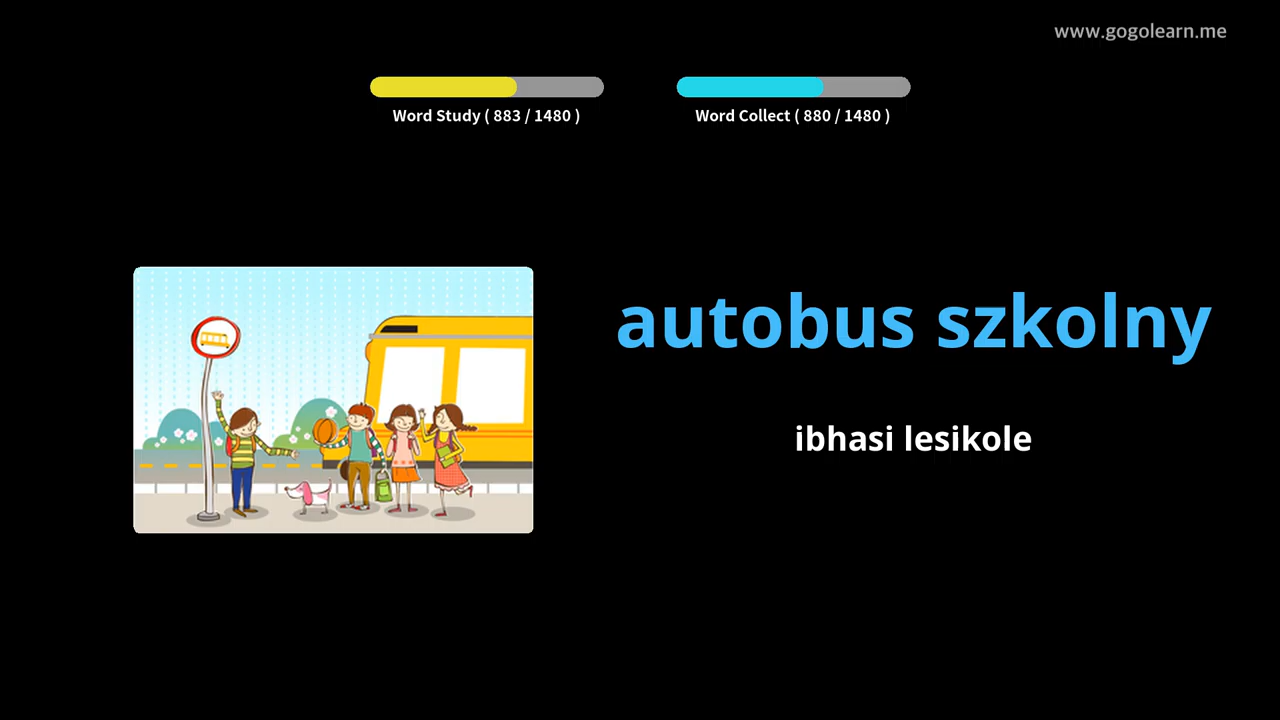 www.gogolearn.me
Word Study ( 883 / 1480 )
Word Collect ( 880 / 1480 )
autobus szkolny
ibhasi lesikole